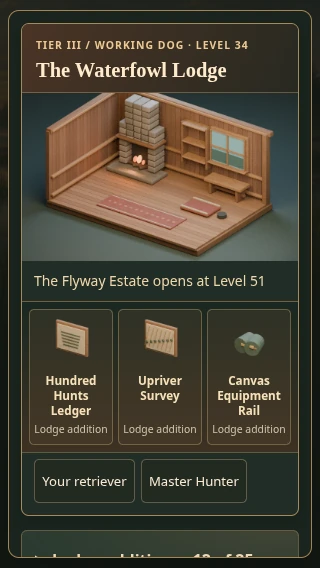 TIER III / WORKING DOG · LEVEL 34
The Waterfowl Lodge
The Flyway Estate opens at Level 51
Hundred
Hunts
Ledger
Lodge addition
Upriver
Survey
Lodge addition
Canvas
Equipment
Rail
Lodge addition
Your retriever
Master Hunter